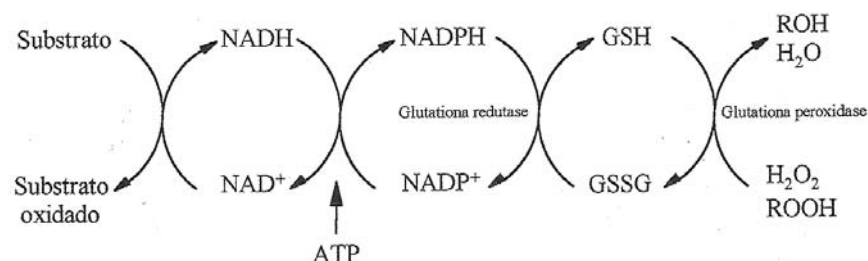 Substrato
NADH
NADPH
GSH
ROH
H₂O
Glutationa redutase
Glutationa peroxidase
Substrato
oxidado
NAD⁺
NADP⁺
GSSG
H₂O₂
ROOH
ATP